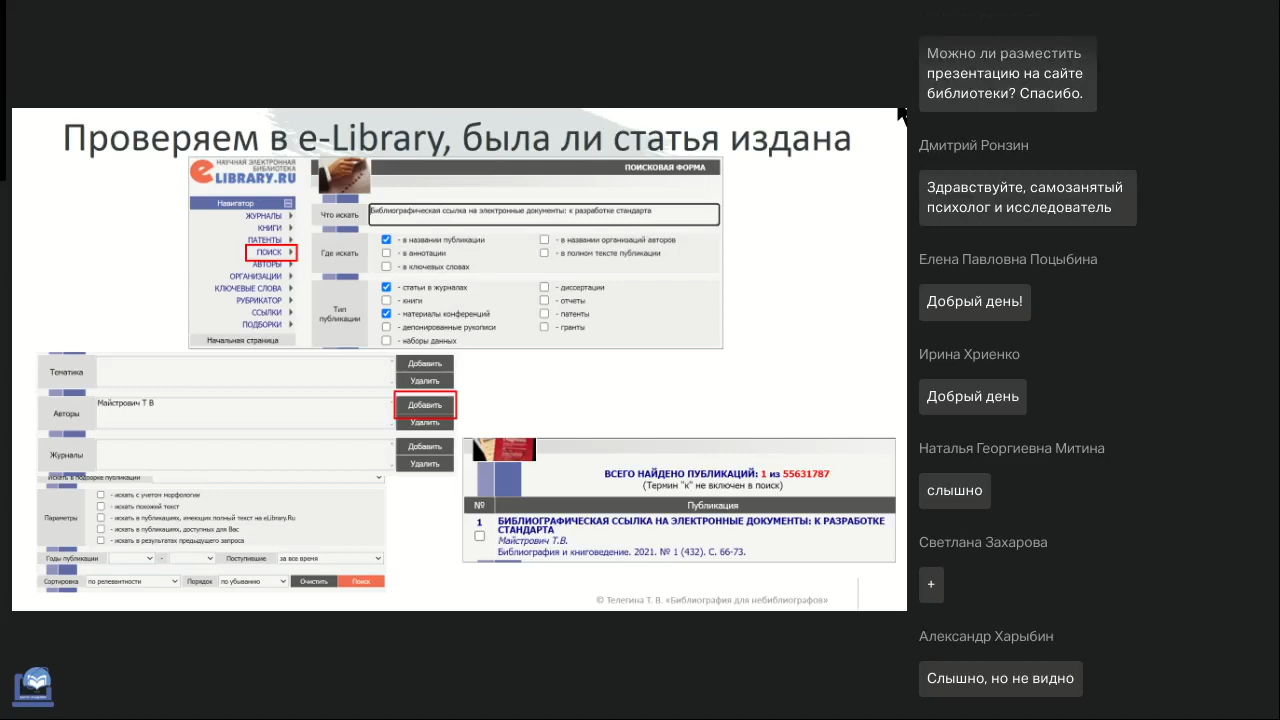 Проверяем в e-Library, была ли статья издана
НАУЧНАЯ ЭЛЕКТРОННАЯ
БИБЛИОТЕКА
eLIBRARY.RU
ПОИСКОВАЯ ФОРМА
Навигатор
ЖУРНАЛЫ
КНИГИ
ПАТЕНТЫ
ПОИСК
АВТОРЫ
ОРГАНИЗАЦИИ
КЛЮЧЕВЫЕ СЛОВА
РУБРИКАТОР
ССЫЛКИ
ПОДБОРКИ
Начальная страница
Что искать
Библиографическая ссылка на электронные документы: к разработке стандарта
Где искать
- в названии публикации
- в названии организаций авторов
- в аннотации
- в полном тексте публикации
- в ключевых словах
Тип
публикации
- статьи в журналах
- диссертации
- книги
- отчеты
- материалы конференций
- патенты
- депонированные рукописи
- гранты
- наборы данных
Тематика
Добавить
Удалить
Авторы
Майстрович Т В
Добавить
Удалить
Журналы
Добавить
Удалить
искать в подборке публикации
Параметры
- искать с учетом морфологии
- искать похожий текст
- искать в публикациях, имеющих полный текст на eLibrary.Ru
- искать в публикациях, доступных для Вас
- искать в результатах предыдущего запроса
Годы публикации - Поступившие за все время
Сортировка по релевантности Порядок по убыванию Очистить Поиск
ВСЕГО НАЙДЕНО ПУБЛИКАЦИЙ: 1 из 55631787
(Термин "к" не включен в поиск)
№ Публикация
1 БИБЛИОГРАФИЧЕСКАЯ ССЫЛКА НА ЭЛЕКТРОННЫЕ ДОКУМЕНТЫ: К РАЗРАБОТКЕ
СТАНДАРТА
Майстрович Т.В.
Библиография и книговедение. 2021. № 1 (432). С. 66-73.
© Телегина Т. В. «Библиография для небиблиографов»
Можно ли разместить
презентацию на сайте
библиотеки? Спасибо.
Дмитрий Ронзин
Здравствуйте, самозанятый
психолог и исследователь
Елена Павловна Поцыбина
Добрый день!
Ирина Хриенко
Добрый день
Наталья Георгиевна Митина
слышно
Светлана Захарова
+
Александр Харыбин
Слышно, но не видно